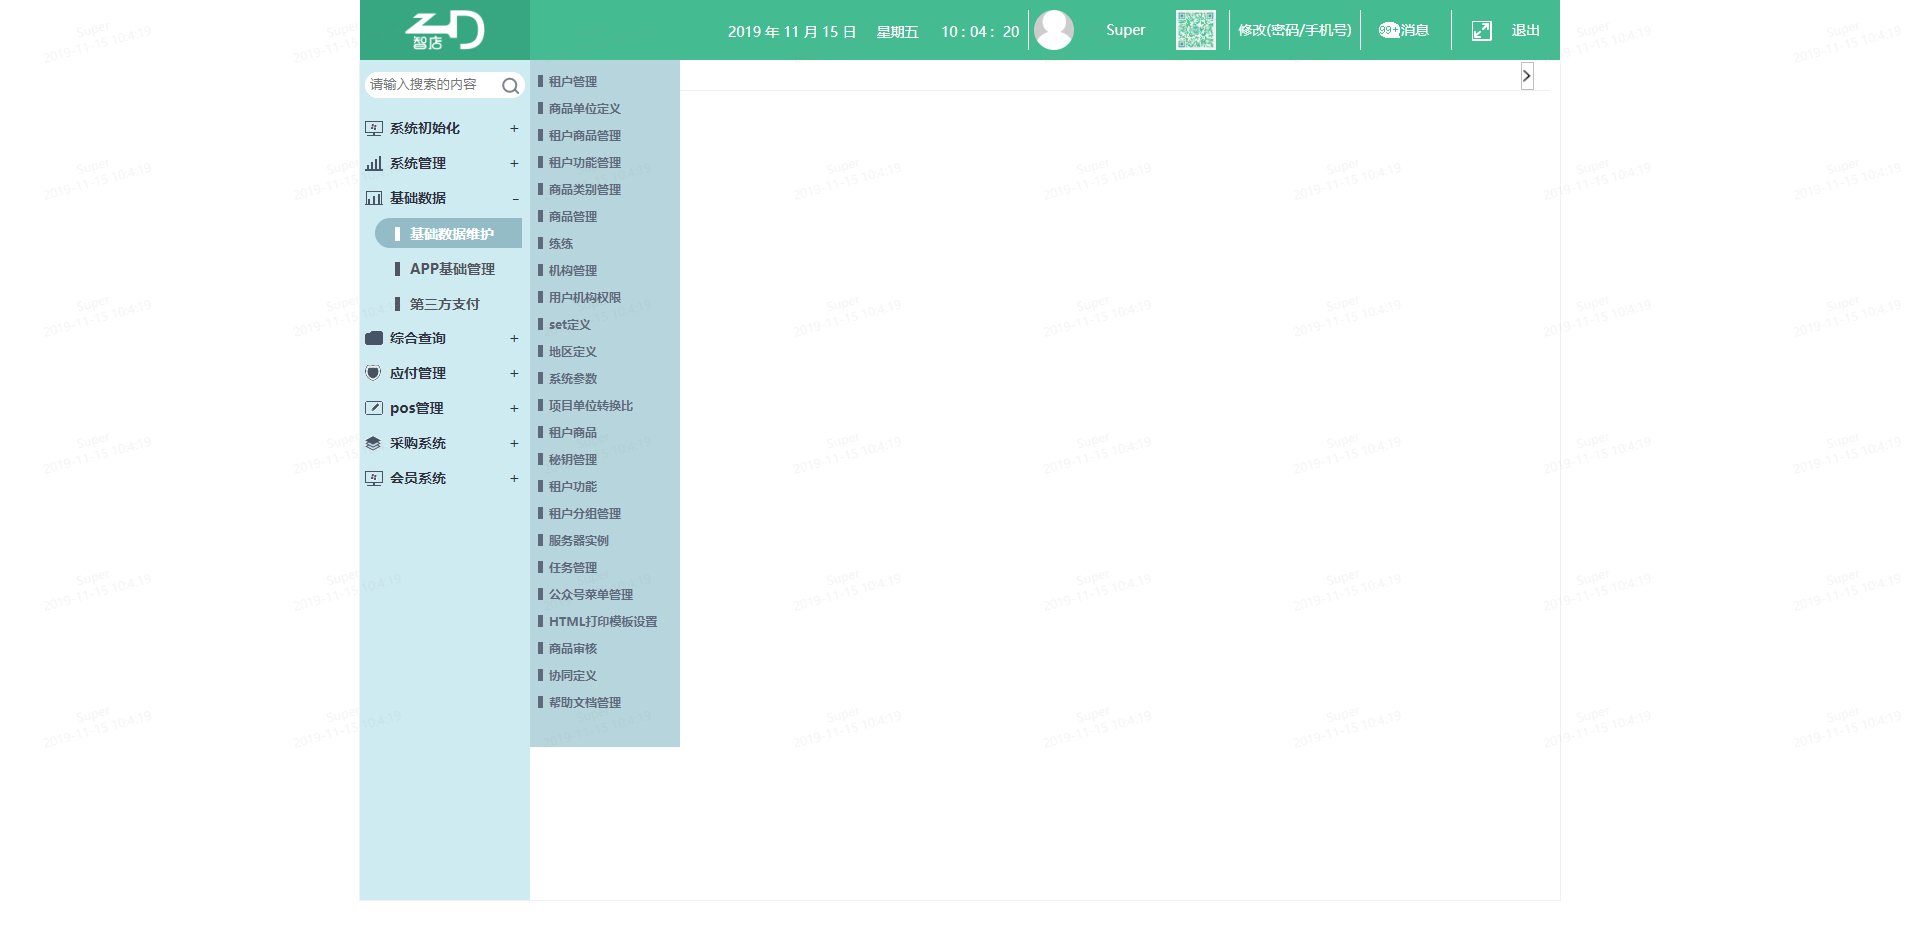 智店
2019 年 11 月 15 日 星期五 10 : 04 : 20
Super
修改(密码/手机号)
99+ 消息
退出
请输入搜索的内容
系统初始化 +
系统管理 +
基础数据 −
基础数据维护
APP基础管理
第三方支付
综合查询 +
应付管理 +
pos管理 +
采购系统 +
会员系统 +
租户管理
商品单位定义
租户商品管理
租户功能管理
商品类别管理
商品管理
练练
机构管理
用户机构权限
set定义
地区定义
系统参数
项目单位转换比
租户商品
秘钥管理
租户功能
租户分组管理
服务器实例
任务管理
公众号菜单管理
HTML打印模板设置
商品审核
协同定义
帮助文档管理
Super
2019-11-15 10:4:19